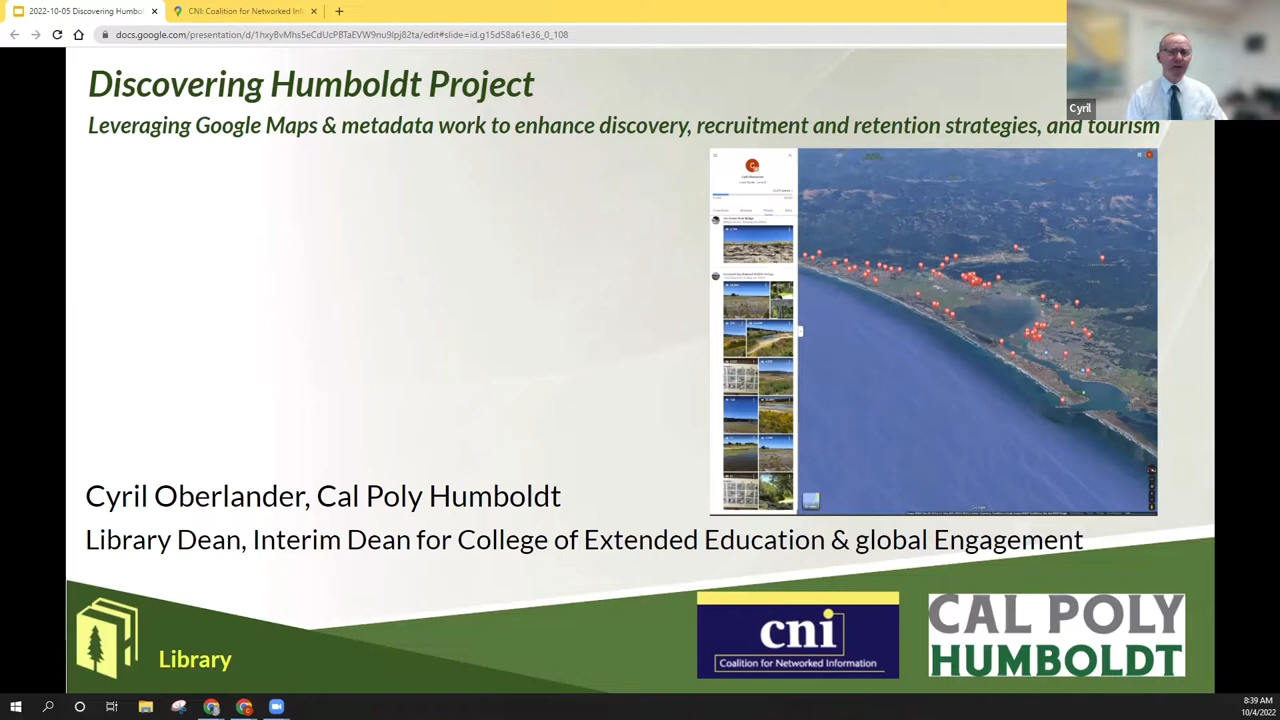 2022-10-05 Discovering Humbol
CNI: Coalition for Networked Inf
docs.google.com/presentation/d/1hxyBvMhs5eCdUcPBTaEVW9nu9lpj82ta/edit#slide=id.g15d58a61e36_0_108
Cyril
Discovering Humboldt Project
Leveraging Google Maps & metadata work to enhance discovery, recruitment and retention strategies, and tourism
Cyril Oberlander, Cal Poly Humboldt
Library Dean, Interim Dean for College of Extended Education & global Engagement
Library
cni
Coalition for Networked Information
CAL POLY
HUMBOLDT
8:39 AM
10/4/2022